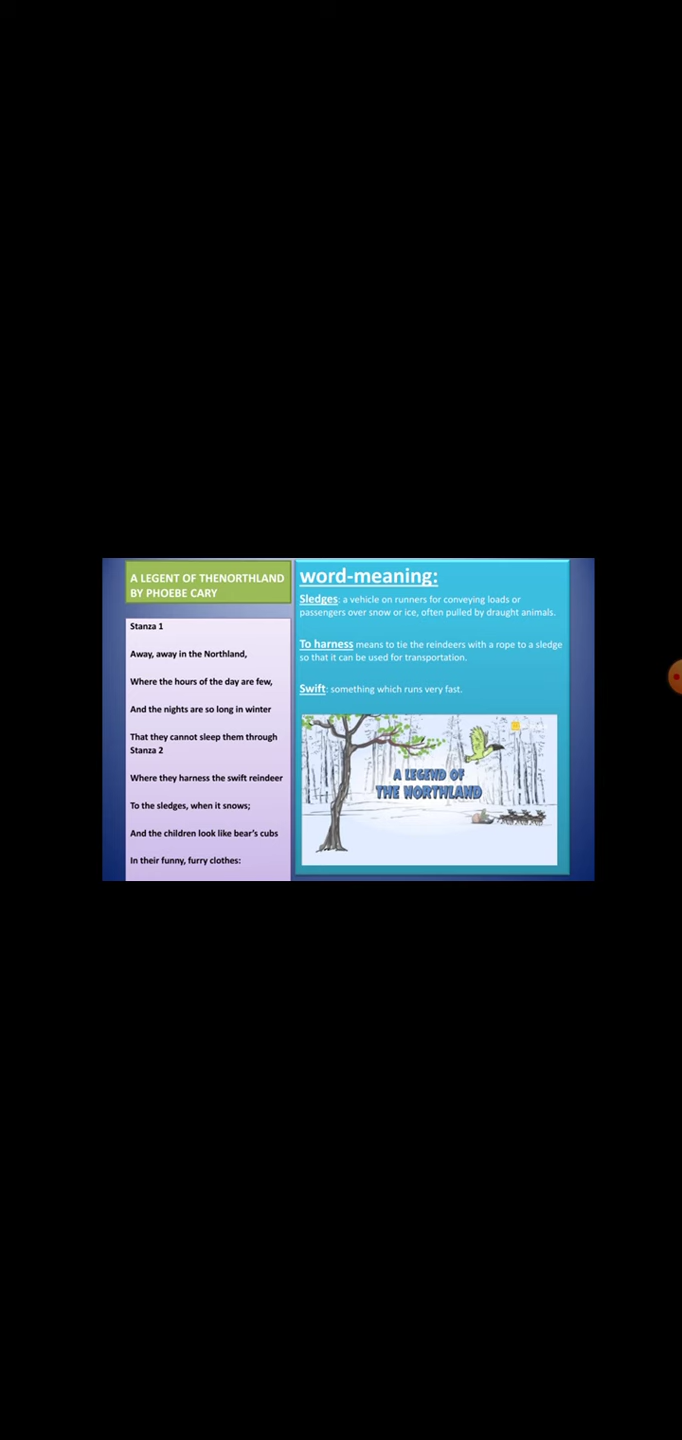 A LEGENT OF THENORTHLAND
BY PHOEBE CARY
Stanza 1
Away, away in the Northland,
Where the hours of the day are few,
And the nights are so long in winter
That they cannot sleep them through
Stanza 2
Where they harness the swift reindeer
To the sledges, when it snows;
And the children look like bear's cubs
In their funny, furry clothes:
word-meaning:
Sledges: a vehicle on runners for conveying loads or
passengers over snow or ice, often pulled by draught animals.
To harness means to tie the reindeers with a rope to a sledge
so that it can be used for transportation.
Swift: something which runs very fast.
A LEGEND OF
THE NORTHLAND